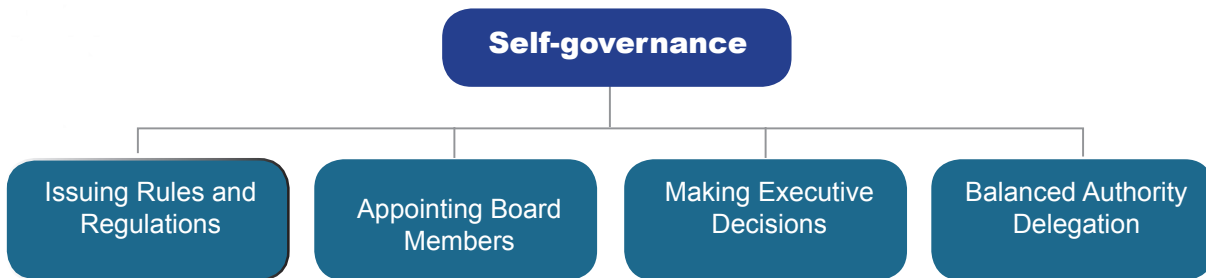 Self-governance
Issuing Rules and
Regulations
Appointing Board
Members
Making Executive
Decisions
Balanced Authority
Delegation